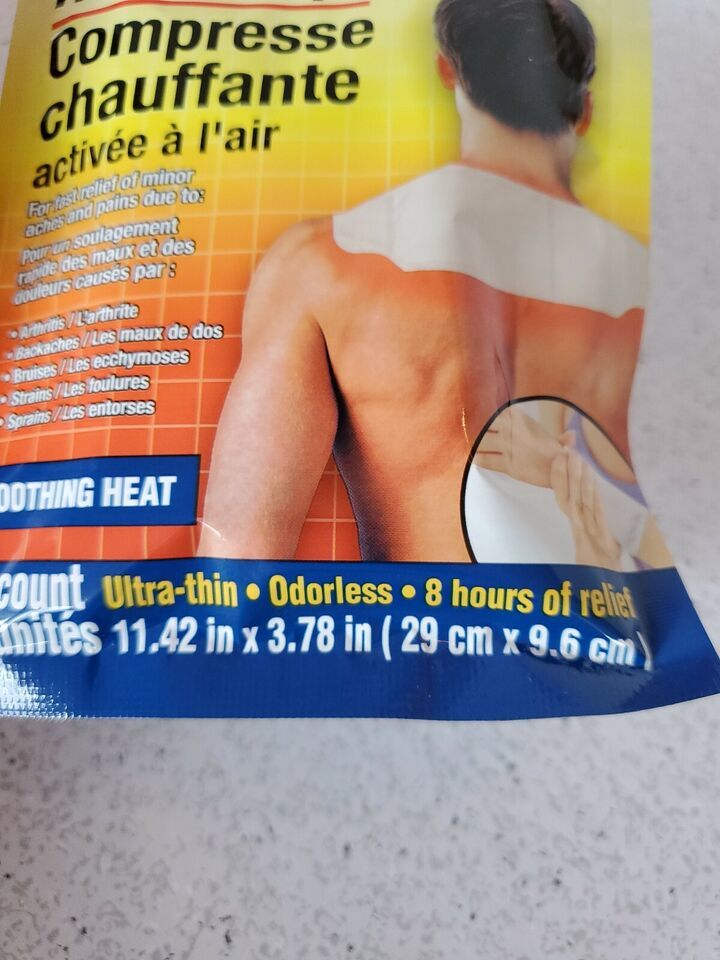 Compresse
chauffante
activée à l'air
For fast relief of minor
aches and pains due to:
Pour un soulagement
rapide des maux et des
douleurs causés par :
• Arthritis / L'arthrite
• Backaches / Les maux de dos
• Bruises / Les ecchymoses
• Strains / Les foulures
• Sprains / Les entorses
OOTHING HEAT
count Ultra-thin • Odorless • 8 hours of relief
unités 11.42 in x 3.78 in ( 29 cm x 9.6 cm )